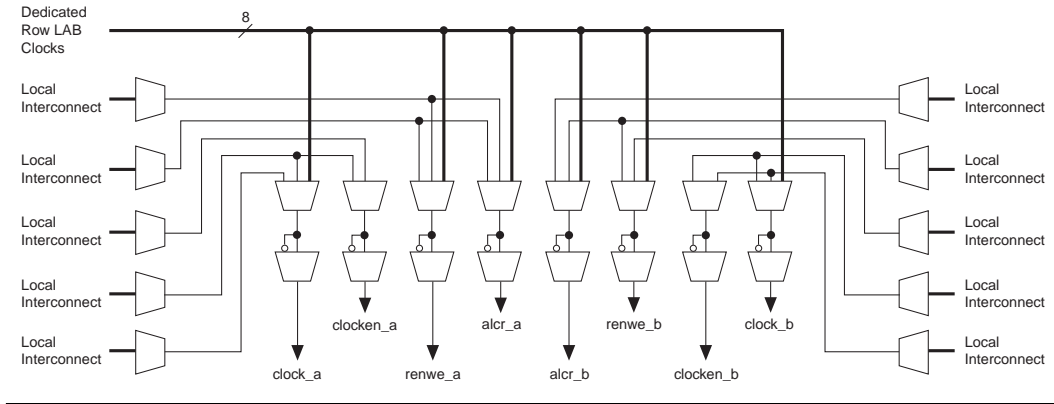 Dedicated
Row LAB
Clocks
8
Local
Interconnect
Local
Interconnect
Local
Interconnect
Local
Interconnect
Local
Interconnect
Local
Interconnect
Local
Interconnect
Local
Interconnect
Local
Interconnect
Local
Interconnect
clocken_a
alcr_a
renwe_b
clock_b
clock_a
renwe_a
alcr_b
clocken_b